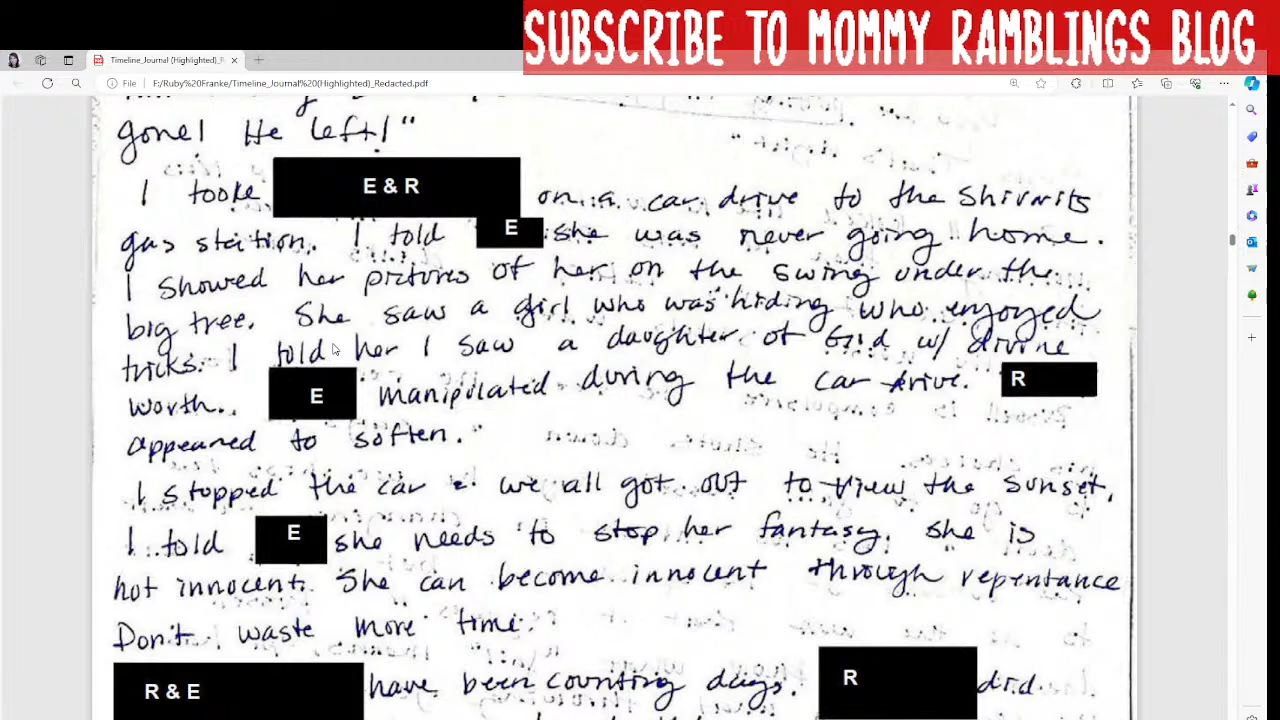 SUBSCRIBE TO MOMMY RAMBLINGS BLOG
Timeline_Journal (Highlighted)_R
File F:/Ruby%20Franke/Timeline_Journal%20(Highlighted)_Redacted.pdf
gone! He left!"
I tooke E & R on a car drive to the Shivwits
gas station. I told E she was never going home.
I showed her pictures of her on the swing under the
big tree. She saw a girl who was hiding who enjoyed
tricks. I told her I saw a daughter of God w/ divine
worth. E manipulated during the car drive. R
appeared to soften."
I stopped the car & we all got out to view the sunset.
I told E she needs to stop her fantasy. she is
not innocent. She can become innocent through repentance
Don't waste more time.
R & E have been counting days. R did